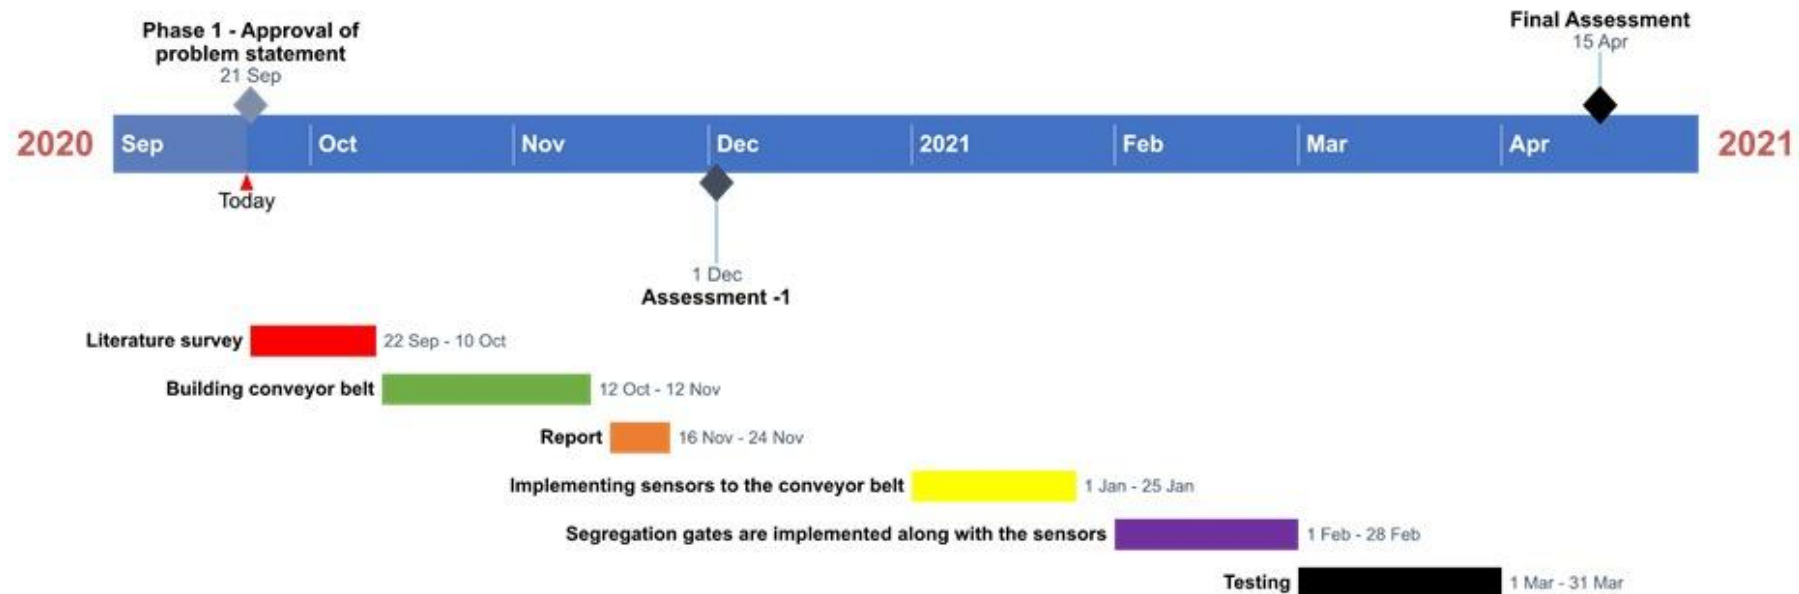 Phase 1 - Approval of
problem statement
21 Sep
Final Assessment
15 Apr
2020
Sep
Oct
Nov
Dec
2021
Feb
Mar
Apr
2021
Today
1 Dec
Assessment -1
Literature survey 22 Sep - 10 Oct
Building conveyor belt 12 Oct - 12 Nov
Report 16 Nov - 24 Nov
Implementing sensors to the conveyor belt 1 Jan - 25 Jan
Segregation gates are implemented along with the sensors 1 Feb - 28 Feb
Testing 1 Mar - 31 Mar